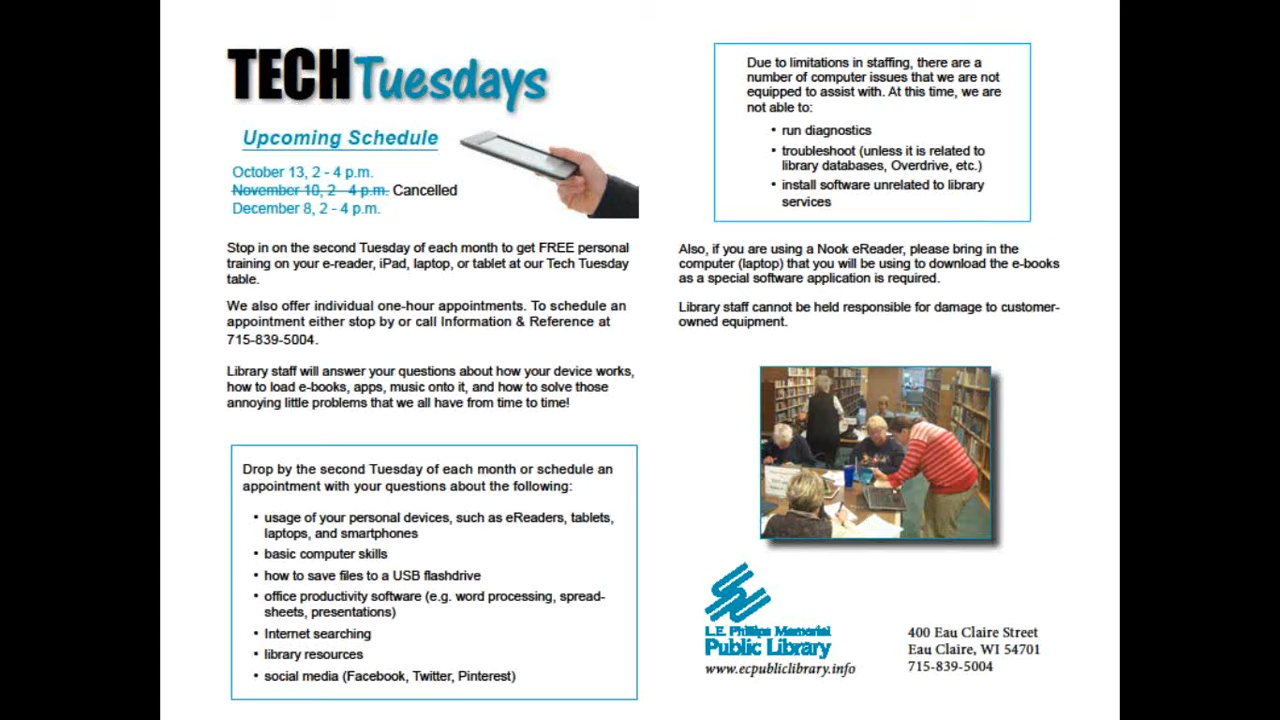 TECH Tuesdays
Upcoming Schedule
October 13, 2 - 4 p.m.
November 10, 2 - 4 p.m. Cancelled
December 8, 2 - 4 p.m.
Stop in on the second Tuesday of each month to get FREE personal
training on your e-reader, iPad, laptop, or tablet at our Tech Tuesday
table.
We also offer individual one-hour appointments. To schedule an
appointment either stop by or call Information & Reference at
715-839-5004.
Library staff will answer your questions about how your device works,
how to load e-books, apps, music onto it, and how to solve those
annoying little problems that we all have from time to time!
Drop by the second Tuesday of each month or schedule an
appointment with your questions about the following:
• usage of your personal devices, such as eReaders, tablets,
laptops, and smartphones
• basic computer skills
• how to save files to a USB flashdrive
• office productivity software (e.g. word processing, spread-
sheets, presentations)
• Internet searching
• library resources
• social media (Facebook, Twitter, Pinterest)
Due to limitations in staffing, there are a
number of computer issues that we are not
equipped to assist with. At this time, we are
not able to:
• run diagnostics
• troubleshoot (unless it is related to
library databases, Overdrive, etc.)
• install software unrelated to library
services
Also, if you are using a Nook eReader, please bring in the
computer (laptop) that you will be using to download the e-books
as a special software application is required.
Library staff cannot be held responsible for damage to customer-
owned equipment.
L.E. Phillips Memorial
Public Library
www.ecpubliclibrary.info
400 Eau Claire Street
Eau Claire, WI 54701
715-839-5004